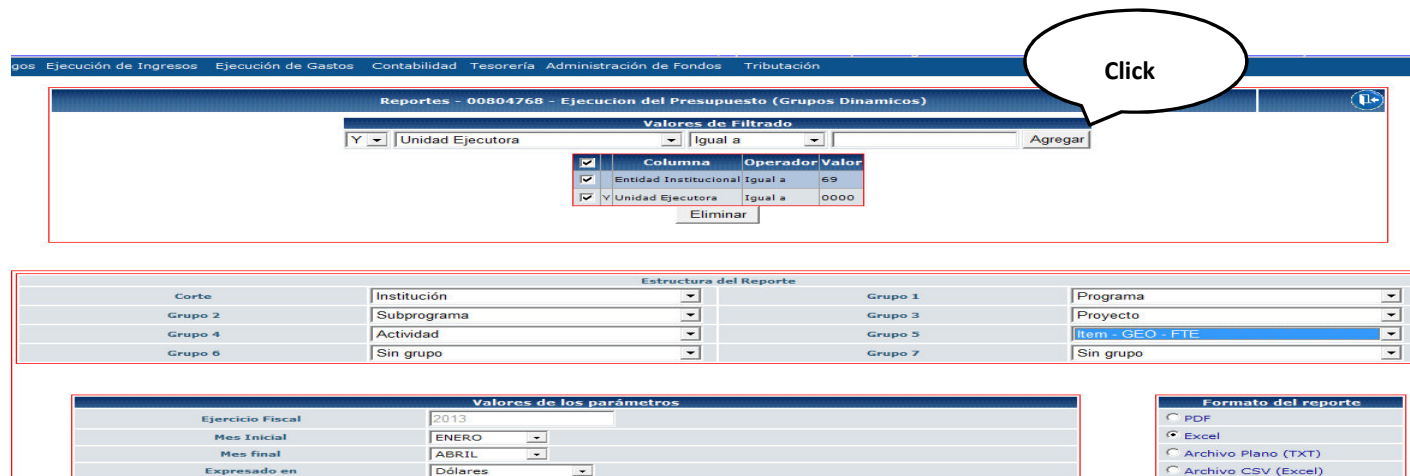 gos Ejecución de Ingresos Ejecución de Gastos Contabilidad Tesorería Administración de Fondos Tributación
Click
Reportes - 00804768 - Ejecucion del Presupuesto (Grupos Dinamicos)
Valores de Filtrado
Y Unidad Ejecutora Igual a Agregar
Columna Operador Valor
Entidad Institucional Igual a 69
Y Unidad Ejecutora Igual a 0000
Eliminar
Estructura del Reporte
Corte Institución Grupo 1 Programa
Grupo 2 Subprograma Grupo 3 Proyecto
Grupo 4 Actividad Grupo 5 Item - GEO - FTE
Grupo 6 Sin grupo Grupo 7 Sin grupo
Valores de los parámetros Formato del reporte
Ejercicio Fiscal 2013 PDF
Mes Inicial ENERO Excel
Mes final ABRIL Archivo Plano (TXT)
Expresado en Dólares Archivo CSV (Excel)